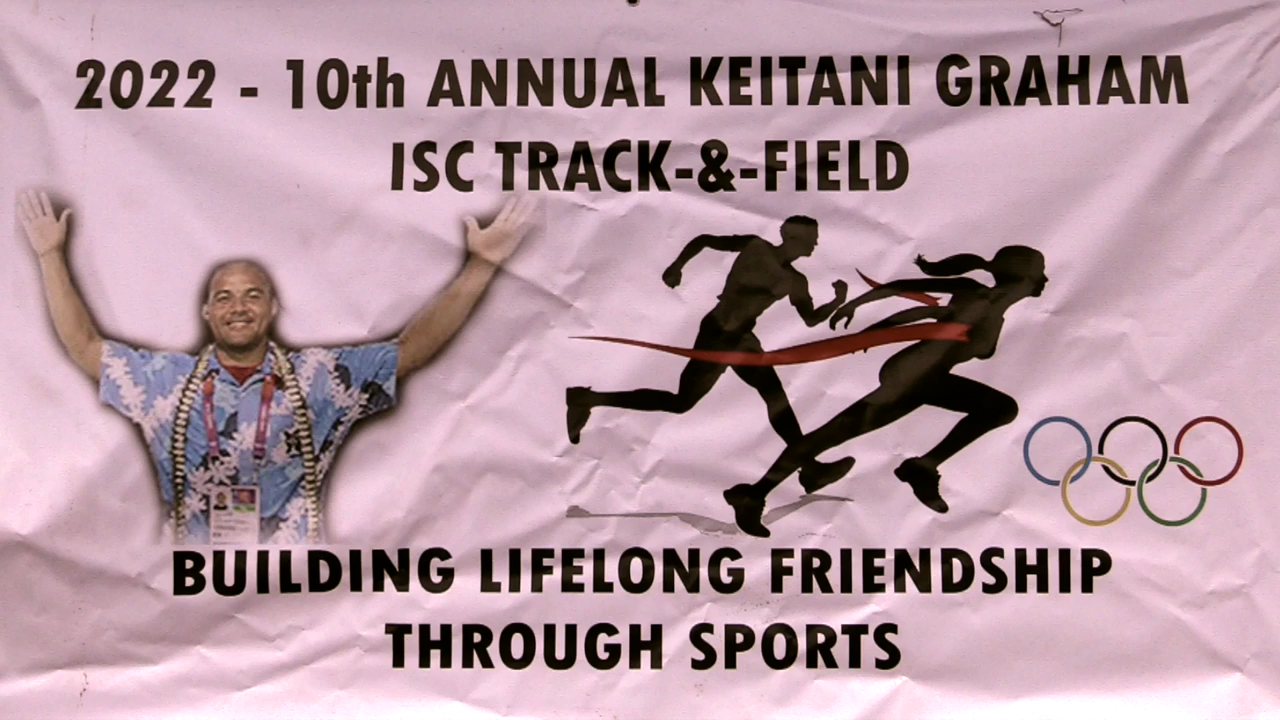 2022 - 10th ANNUAL KEITANI GRAHAM
ISC TRACK-&-FIELD
BUILDING LIFELONG FRIENDSHIP
THROUGH SPORTS